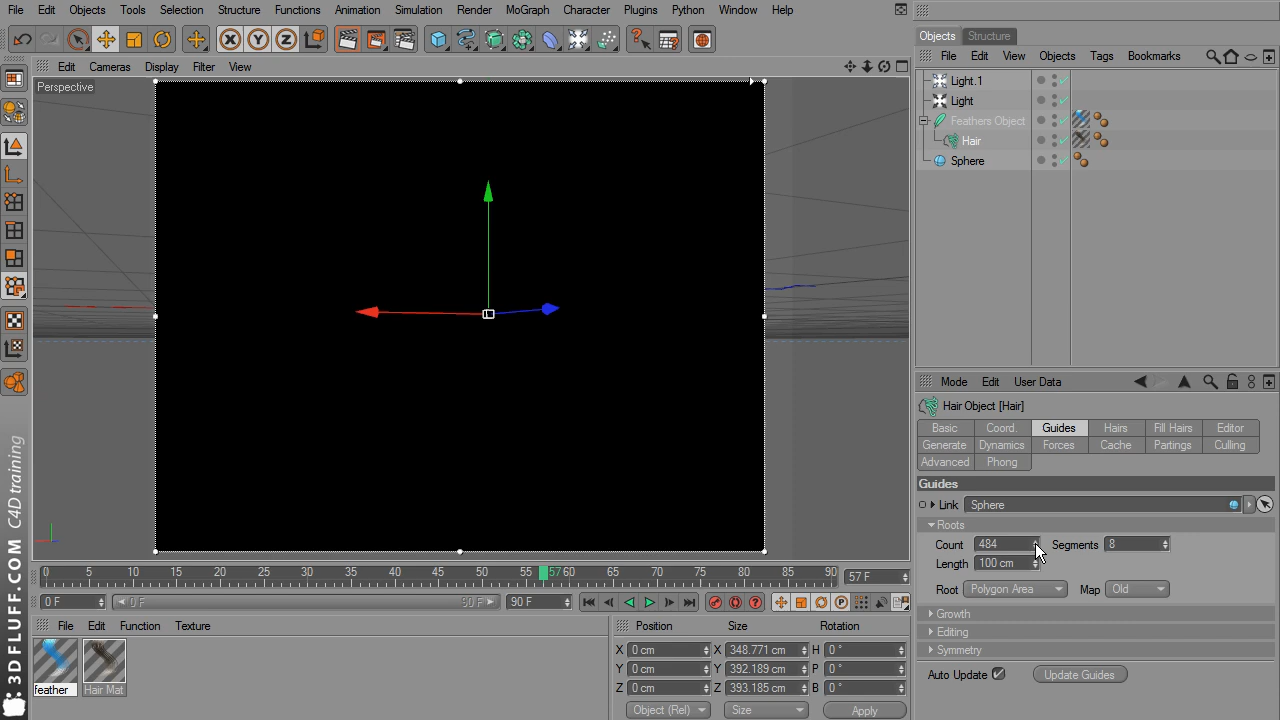 File Edit Objects Tools Selection Structure Functions Animation Simulation Render MoGraph Character Plugins Python Window Help
Objects Structure
File Edit View Objects Tags Bookmarks
Edit Cameras Display Filter View
Perspective
Light.1
Light
Feathers Object
Hair
Sphere
Mode Edit User Data
Hair Object [Hair]
Basic Coord. Guides Hairs Fill Hairs Editor
Generate Dynamics Forces Cache Partings Culling
Advanced Phong
Guides
Link Sphere
Roots
Count 484 Segments 8
Length 100 cm
Root Polygon Area Map Old
Growth
Editing
Symmetry
Auto Update Update Guides
0 5 10 15 20 25 30 35 40 45 50 57 60 65 70 75 80 85 90 57 F
0 F 0 F 90 F 90 F
File Edit Function Texture
feather Hair Mat
Position Size Rotation
X 0 cm X 348.771 cm H 0 °
Y 0 cm Y 392.189 cm P 0 °
Z 0 cm Z 393.185 cm B 0 °
Object (Rel) Size Apply
3DFLUFF.COM C4D training